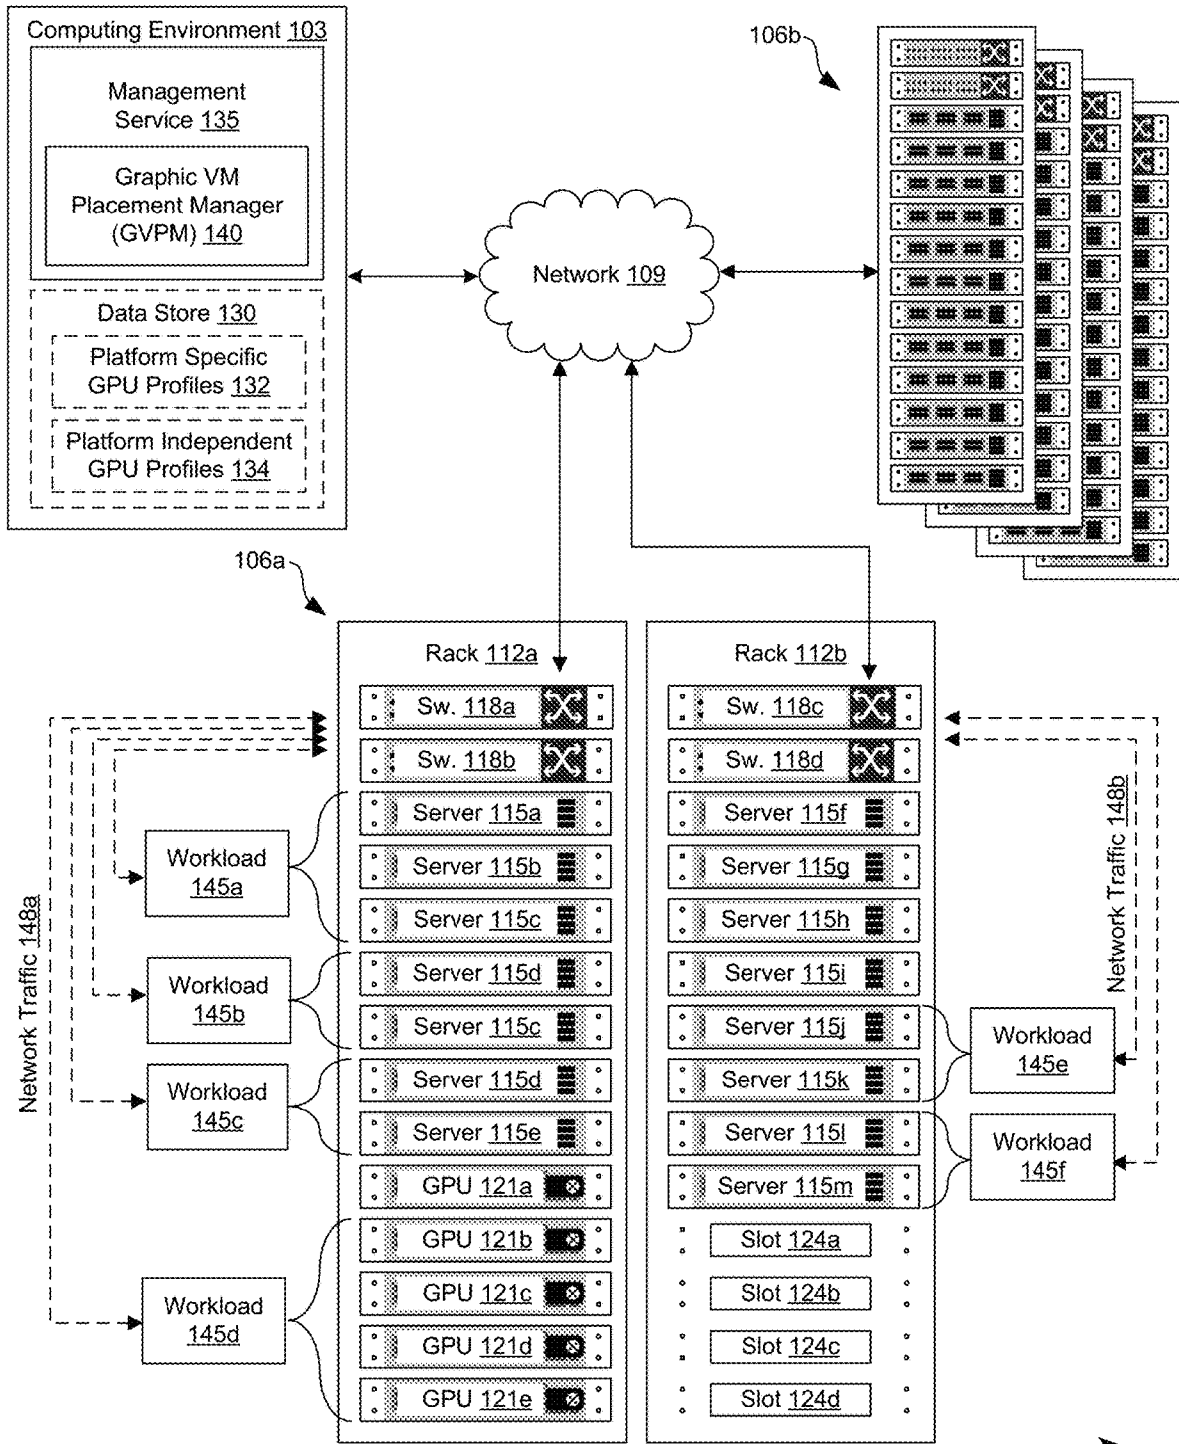 Computing Environment 103
Management
Service 135
Graphic VM
Placement Manager
(GVPM) 140
Data Store 130
Platform Specific
GPU Profiles 132
Platform Independent
GPU Profiles 134
Network 109
106b
106a
Rack 112a
Sw. 118a
Sw. 118b
Server 115a
Server 115b
Server 115c
Server 115d
Server 115c
Server 115d
Server 115e
GPU 121a
GPU 121b
GPU 121c
GPU 121d
GPU 121e
Rack 112b
Sw. 118c
Sw. 118d
Server 115f
Server 115g
Server 115h
Server 115i
Server 115j
Server 115k
Server 115l
Server 115m
Slot 124a
Slot 124b
Slot 124c
Slot 124d
Network Traffic 148a
Workload
145a
Workload
145b
Workload
145c
Workload
145d
Network Traffic 148b
Workload
145e
Workload
145f